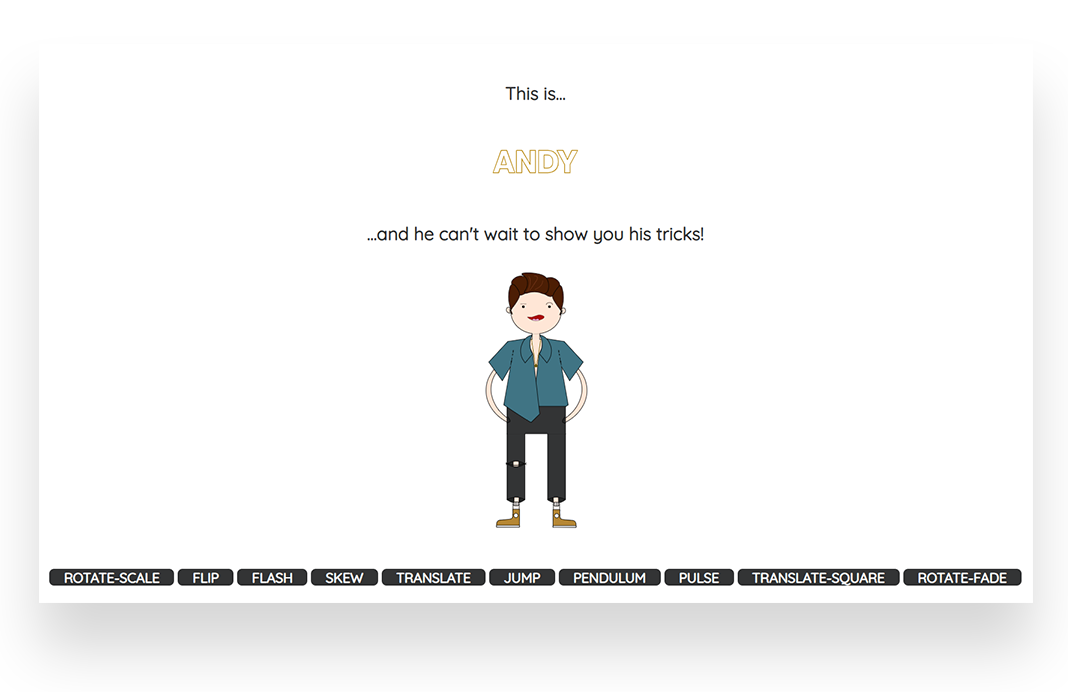 This is...
ANDY
...and he can't wait to show you his tricks!
ROTATE-SCALE FLIP FLASH SKEW TRANSLATE JUMP PENDULUM PULSE TRANSLATE-SQUARE ROTATE-FADE